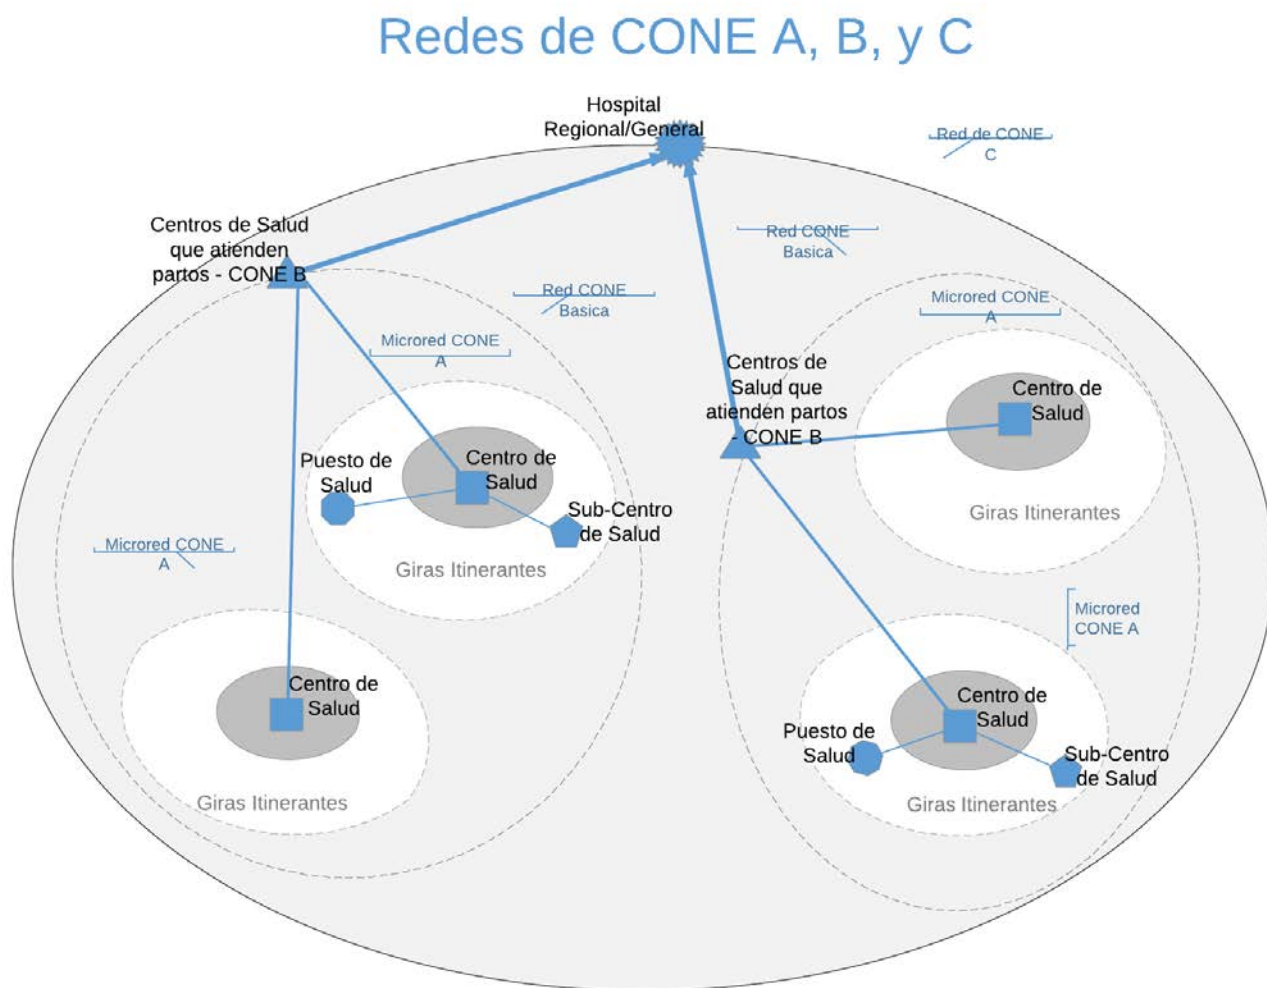 Redes de CONE A, B, y C
Hospital
Regional/General
Red de CONE
C
Centros de Salud
que atienden
partos - CONE B
Red CONE
Basica
Red CONE
Basica
Microred CONE
A
Microred CONE
A
Centros de
Salud que
atienden partos
- CONE B
Centro de
Salud
Puesto de
Salud
Centro de
Salud
Sub-Centro
de Salud
Giras Itinerantes
Giras Itinerantes
Microred CONE
A
Microred
CONE A
Centro de
Salud
Giras Itinerantes
Centro de
Salud
Puesto de
Salud
Sub-Centro
de Salud
Giras Itinerantes